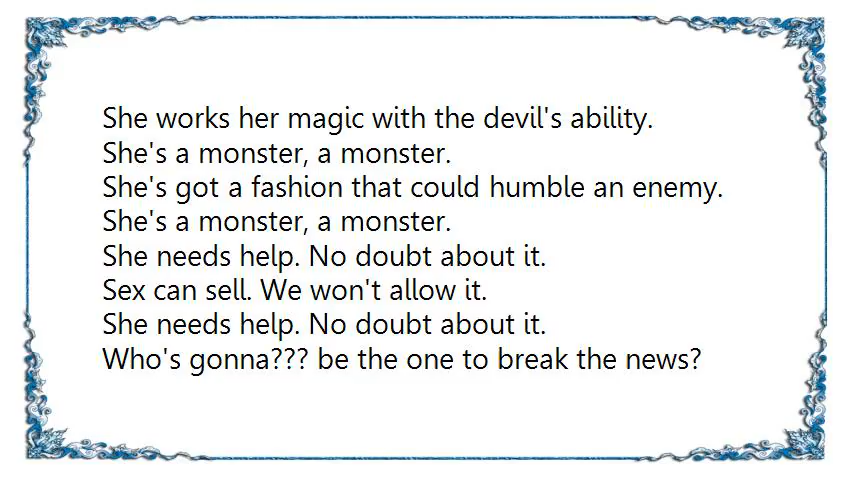 She works her magic with the devil's ability.
She's a monster, a monster.
She's got a fashion that could humble an enemy.
She's a monster, a monster.
She needs help. No doubt about it.
Sex can sell. We won't allow it.
She needs help. No doubt about it.
Who's gonna??? be the one to break the news?